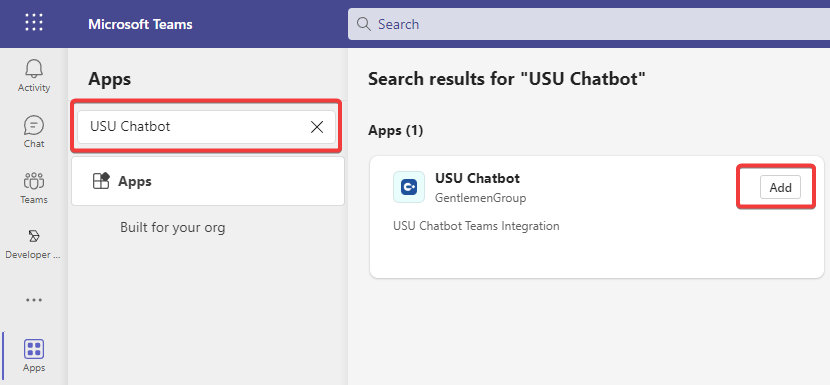 Microsoft Teams
Search
Activity
Chat
Teams
Developer ...
Apps
Apps
USU Chatbot
Apps
Built for your org
Search results for "USU Chatbot"
Apps (1)
USU Chatbot
GentlemenGroup
Add
USU Chatbot Teams Integration